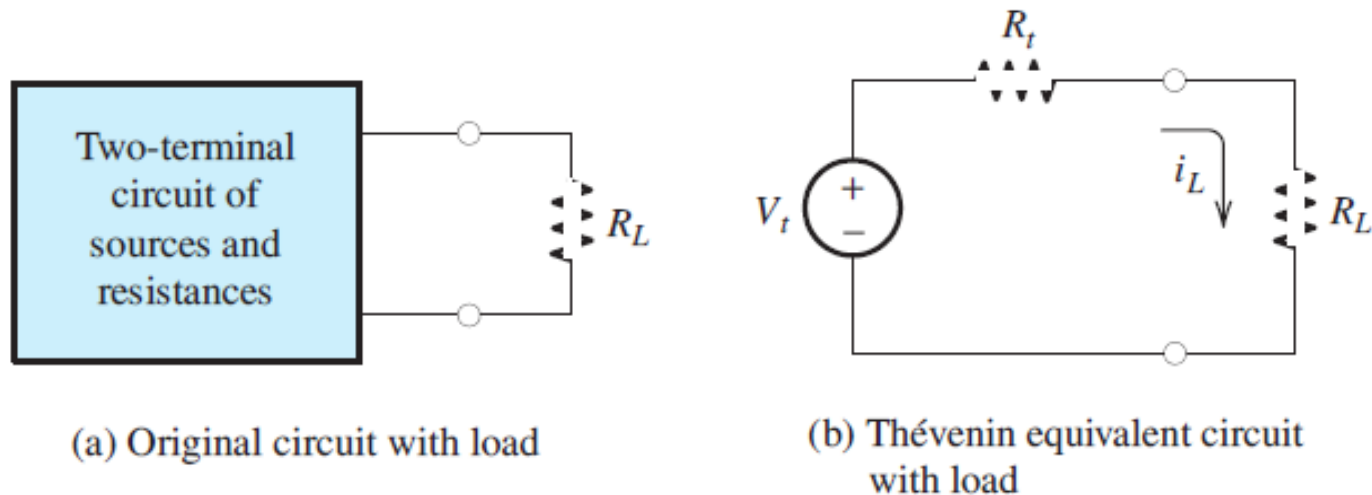 Two-terminal
circuit of
sources and
resistances
R_L
(a) Original circuit with load
R_t
V_t
+
−
i_L
R_L
(b) Thévenin equivalent circuit
with load